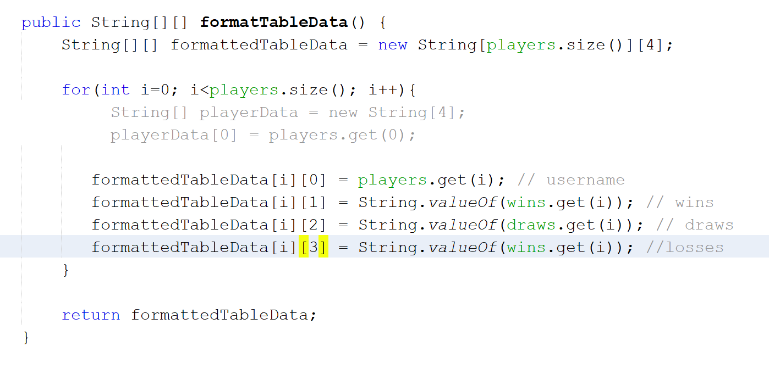 public String[][] formatTableData() {
String[][] formattedTableData = new String[players.size()][4];
for(int i=0; i<players.size(); i++){
String[] playerData = new String[4];
playerData[0] = players.get(0);
formattedTableData[i][0] = players.get(i); // username
formattedTableData[i][1] = String.valueOf(wins.get(i)); // wins
formattedTableData[i][2] = String.valueOf(draws.get(i)); // draws
formattedTableData[i][3] = String.valueOf(wins.get(i)); //losses
}
return formattedTableData;
}